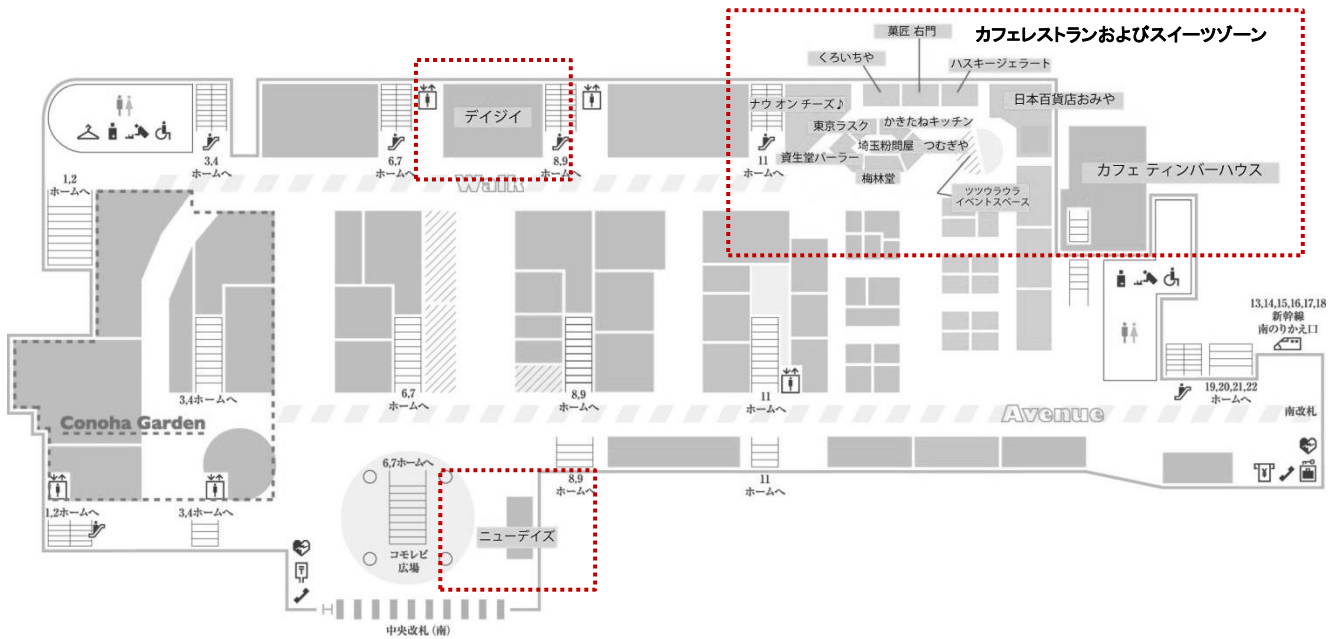 菓匠 右門
カフェレストランおよびスイーツゾーン
くろいちや
ハスキージェラート
ナウ オン チーズ♪
日本百貨店おみや
デイジイ
東京ラスク
かきたねキッチン
埼玉粉問屋
つむぎや
資生堂パーラー
梅林堂
カフェ ティンバーハウス
ツツウラウラ
イベントスペース
3,4
ホームへ
6,7
ホームへ
8,9
ホームへ
11
ホームへ
1,2
ホームへ
Walk
13,14,15,16,17,18
新幹線
南のりかえ口
3,4ホームへ
6,7
ホームへ
8,9
ホームへ
11
ホームへ
19,20,21,22
ホームへ
Conoha Garden
Avenue
南改札
6,7ホームへ
8,9
ホームへ
11
ホームへ
1,2ホームへ
3,4ホームへ
ニューデイズ
コモレビ
広場
中央改札(南)